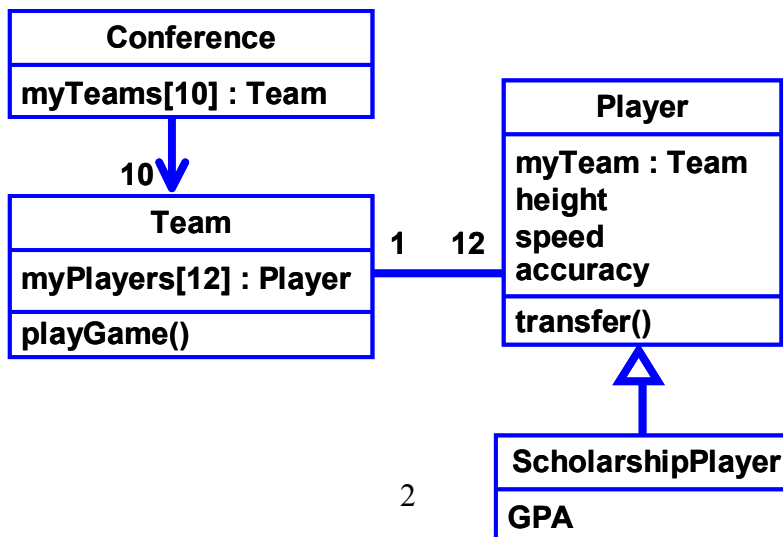 Conference
myTeams[10] : Team
10
Team
myPlayers[12] : Player
playGame()
1
12
Player
myTeam : Team
height
speed
accuracy
transfer()
ScholarshipPlayer
GPA
2